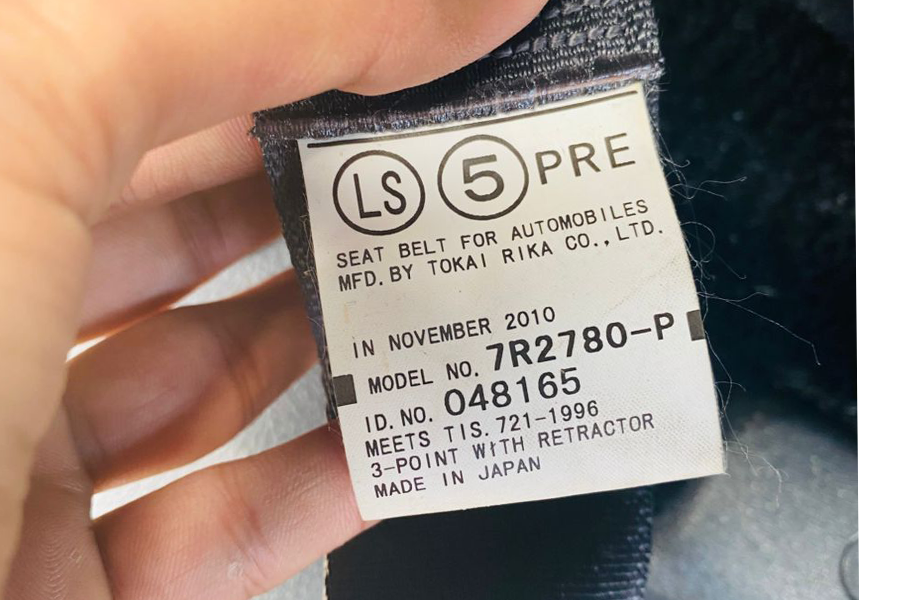 LS 5 PRE
SEAT BELT FOR AUTOMOBILES
MFD. BY TOKAI RIKA CO., LTD.
IN NOVEMBER 2010
MODEL NO. 7R2780-P
ID. NO. 048165
MEETS TIS. 721-1996
3-POINT WITH RETRACTOR
MADE IN JAPAN